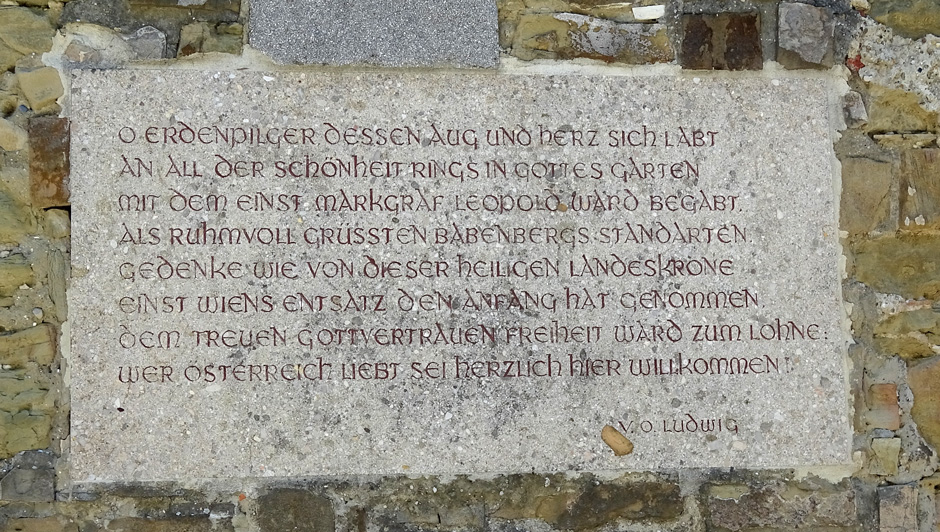 O ERDENPILGER DESSEN AUG UND HERZ SICH LABT
AN ALL DER SCHÖNHEIT RINGS IN GOTTES GARTEN
MIT DEM EINST MARKGRAF LEOPOLD WARD BEGABT.
ALS RUHMVOLL GRÜSSTEN BABENBERGS STANDARTEN.
GEDENKE WIE VON DIESER HEILIGEN LANDESKRONE
EINST WIENS ENTSATZ DEN ANFANG HAT GENOMMEN
DEM TREUEN GOTTVERTRAUEN FREIHEIT WARD ZUM LOHNE:
WER ÖSTERREICH LIEBT SEI HERZLICH HIER WILLKOMMEN!
V. O. LUDWIG